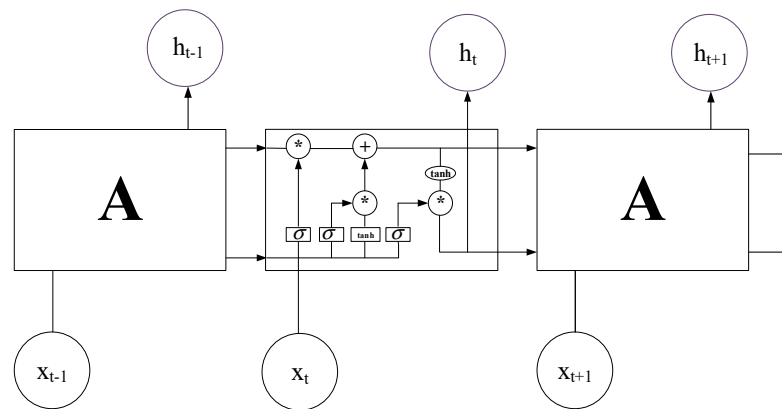 h_{t-1} h_t h_{t+1}
* +
A tanh A
* *
σ σ tanh σ
x_{t-1} x_t x_{t+1}